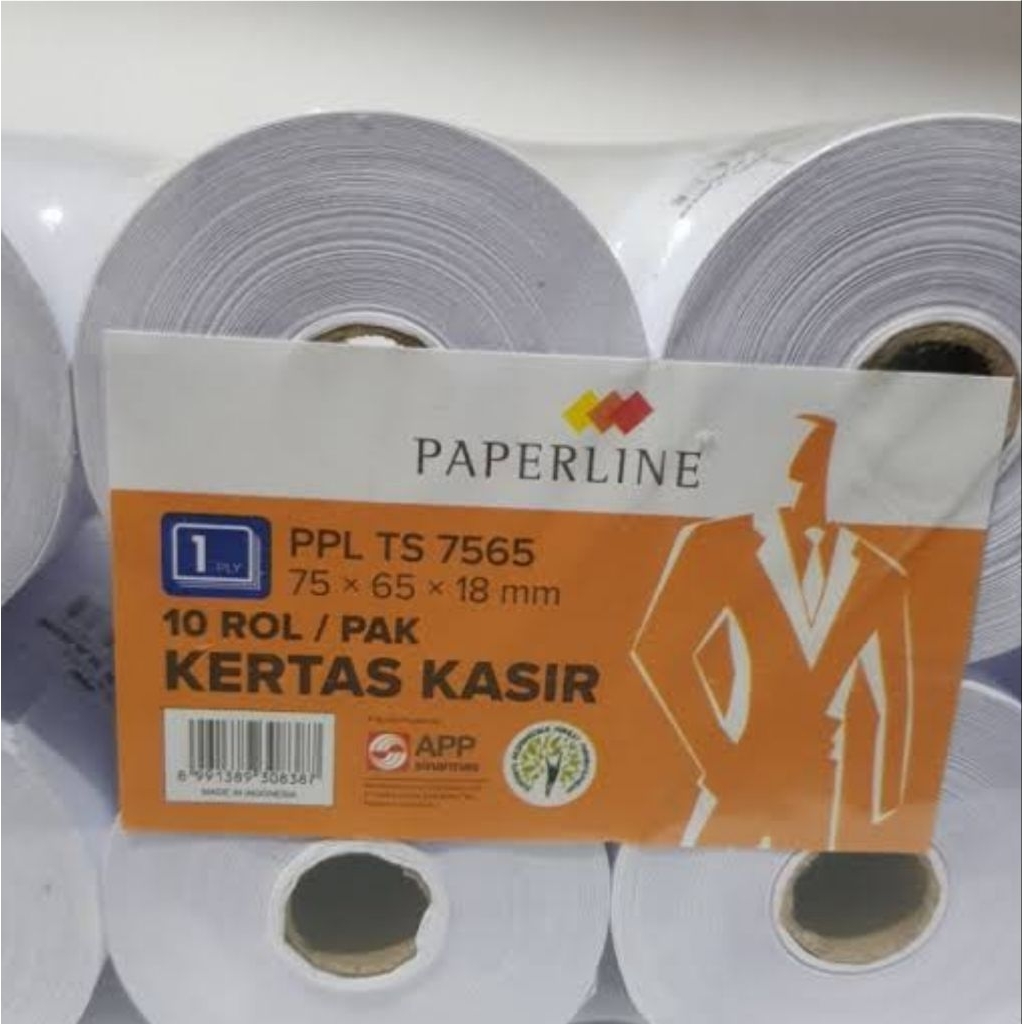 PAPERLINE
1 PLY
PPL TS 7565
75 × 65 × 18 mm
10 ROL / PAK
KERTAS KASIR
8 991389 308387
MADE IN INDONESIA
APP
sinarmas